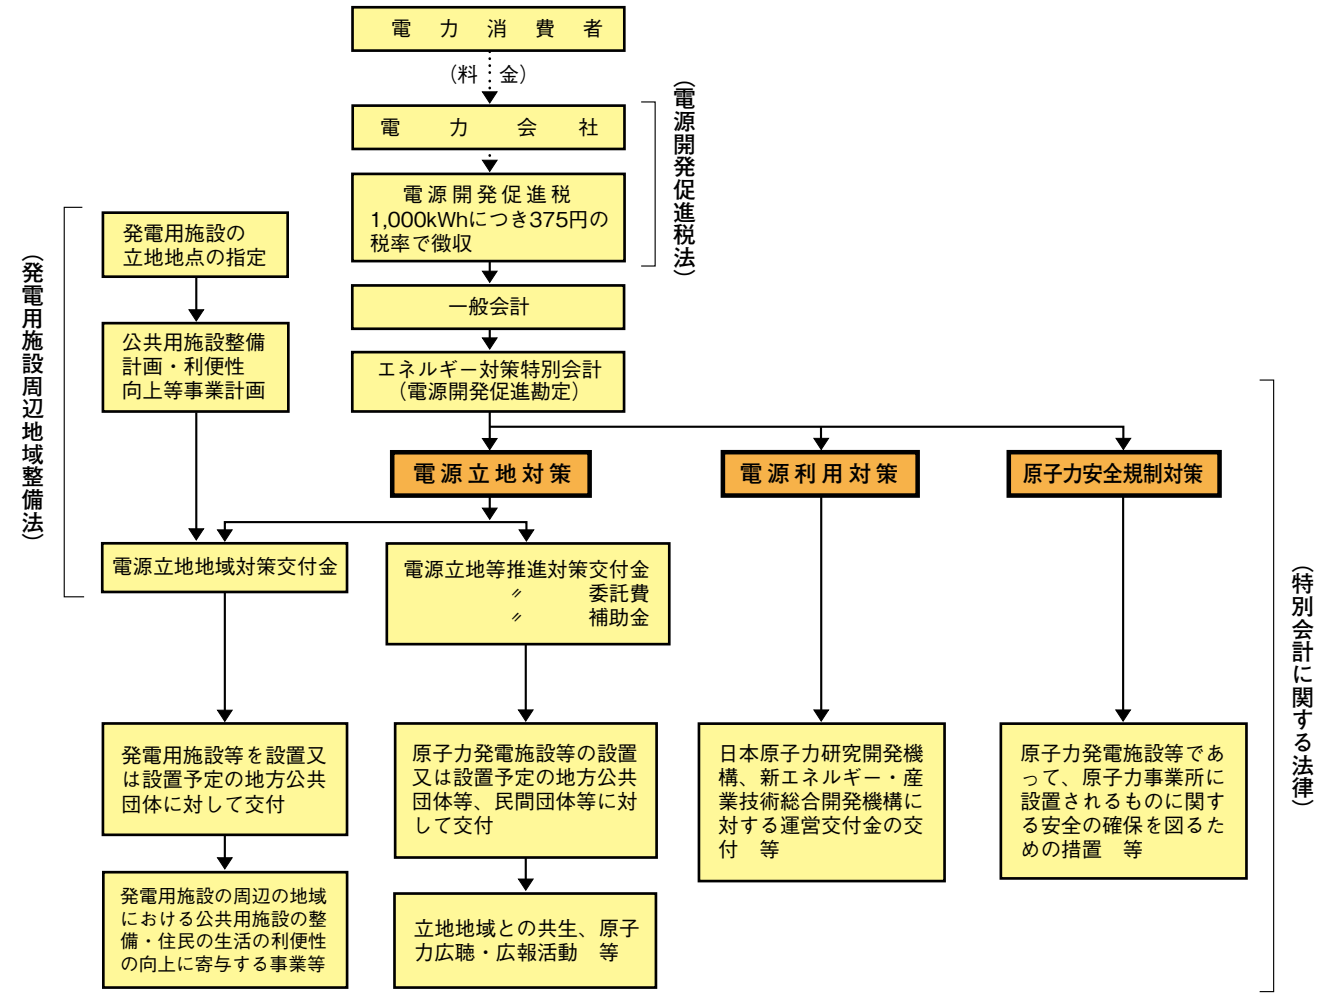 電力消費者
（料金）
電力会社
電源開発促進税
1,000kWhにつき375円の
税率で徴収
（電源開発促進税法）
一般会計
エネルギー対策特別会計
（電源開発促進勘定）
（発電用施設周辺地域整備法）
発電用施設の
立地地点の指定
公共用施設整備
計画・利便性
向上等事業計画
電源立地対策
電源利用対策
原子力安全規制対策
（特別会計に関する法律）
電源立地地域対策交付金
電源立地等推進対策交付金
〃　委託費
〃　補助金
発電用施設等を設置又
は設置予定の地方公共
団体に対して交付
原子力発電施設等の設置
又は設置予定の地方公共
団体等、民間団体等に対
して交付
日本原子力研究開発機
構、新エネルギー・産
業技術総合開発機構に
対する運営交付金の交
付　等
原子力発電施設等であ
って、原子力事業所に
設置されるものに関す
る安全の確保を図るた
めの措置　等
発電用施設の周辺の地域
における公共用施設の整
備・住民の生活の利便性
の向上に寄与する事業等
立地地域との共生、原子
力広聴・広報活動　等